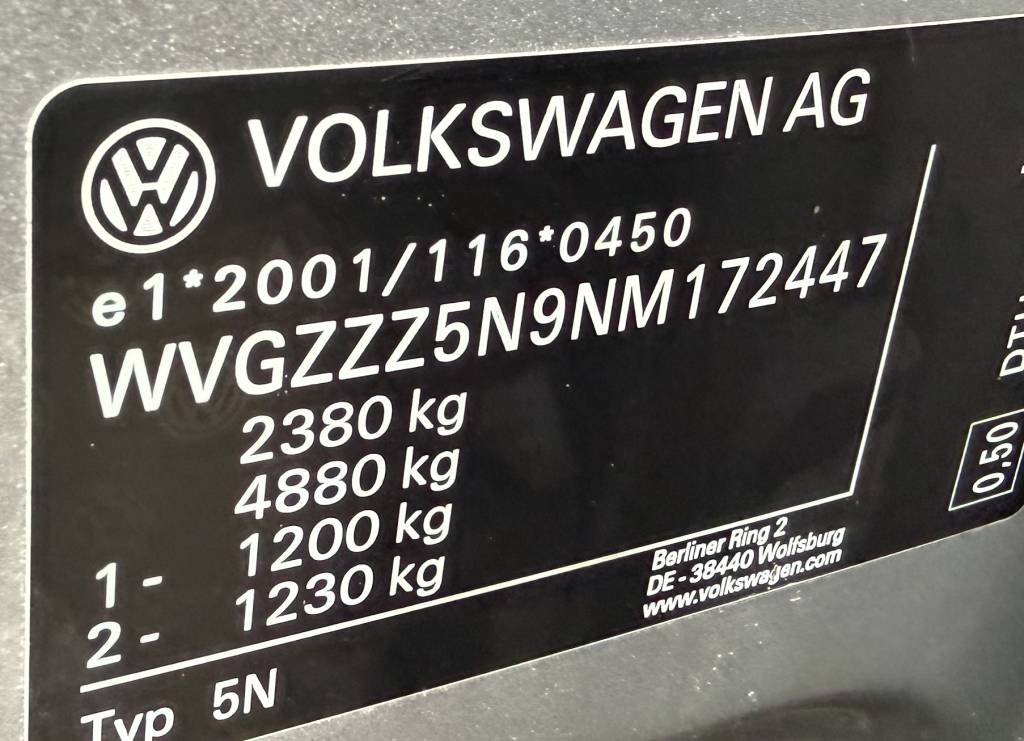 VOLKSWAGEN AG
e1*2001/116*0450
WVGZZZ5N9NM172447
2380 kg
4880 kg
1- 1200 kg
2- 1230 kg
Berliner Ring 2
DE-38440 Wolfsburg
www.volkswagen.com
Typ 5N
0,50